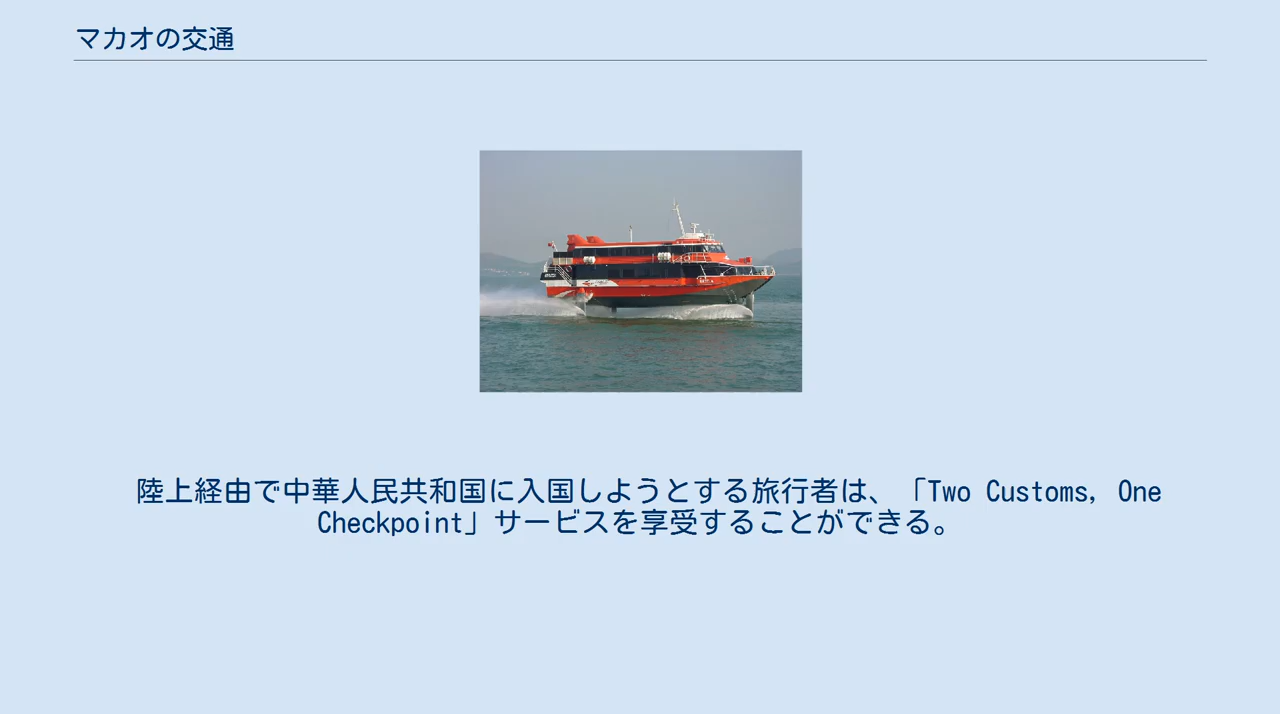 マカオの交通
陸上経由で中華人民共和国に入国しようとする旅行者は、「Two Customs, One
Checkpoint」サービスを享受することができる。